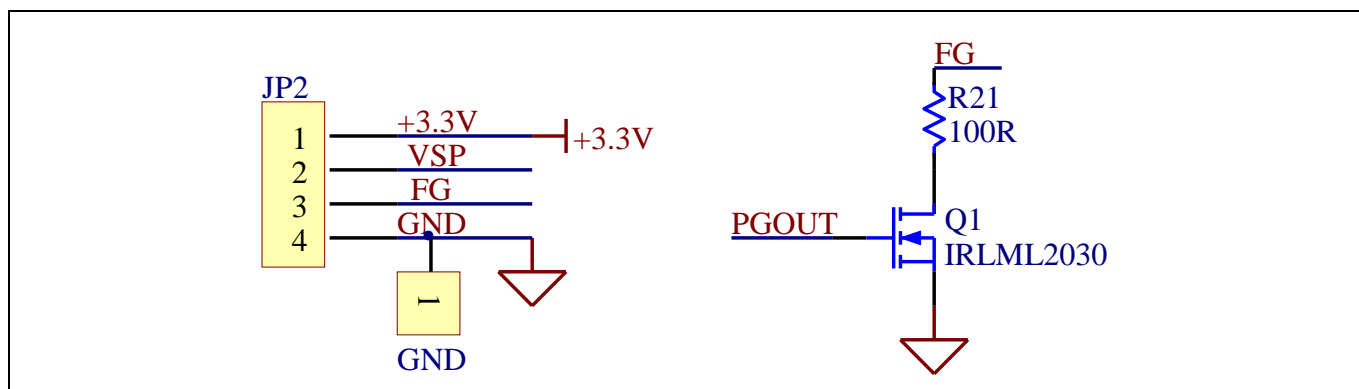 JP2
1
+3.3V
+3.3V
2
VSP
3
FG
4
GND
1
GND
FG
R21
100R
PGOUT
Q1
IRLML2030